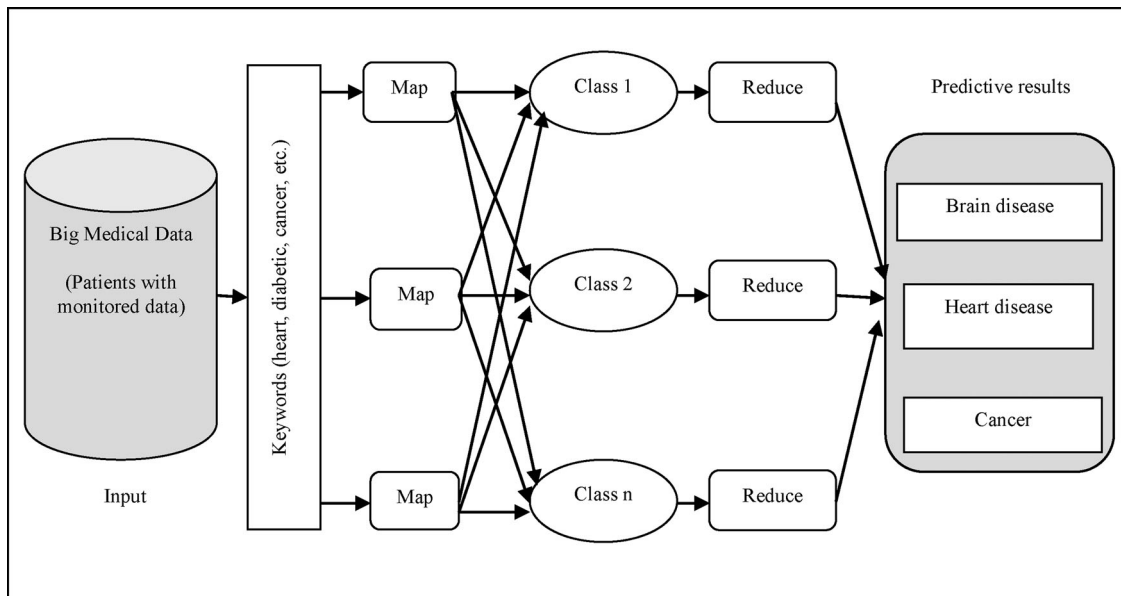 Big Medical Data
(Patients with
monitored data)
Input
Keywords (heart, diabetic, cancer, etc.)
Map
Map
Map
Class 1
Class 2
Class n
Reduce
Reduce
Reduce
Predictive results
Brain disease
Heart disease
Cancer